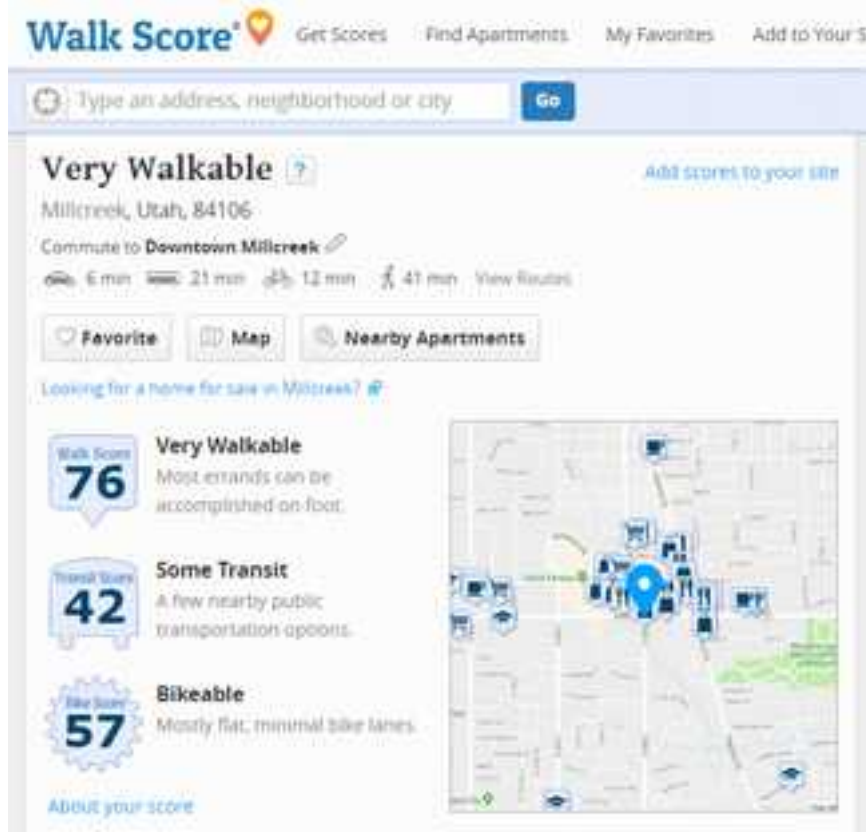 Walk Score®
Get Scores Find Apartments My Favorites Add to Your S
Type an address, neighborhood or city Go
Very Walkable ?
Add scores to your site
Millcreek, Utah, 84106
Commute to Downtown Millcreek
6 min 21 min 12 min 41 min View Routes
Favorite Map Nearby Apartments
Looking for a home for sale in Millcreek?
Walk Score
76
Very Walkable
Most errands can be
accomplished on foot.
Transit Score
42
Some Transit
A few nearby public
transportation options.
Bike Score
57
Bikeable
Mostly flat, minimal bike lanes.
About your score